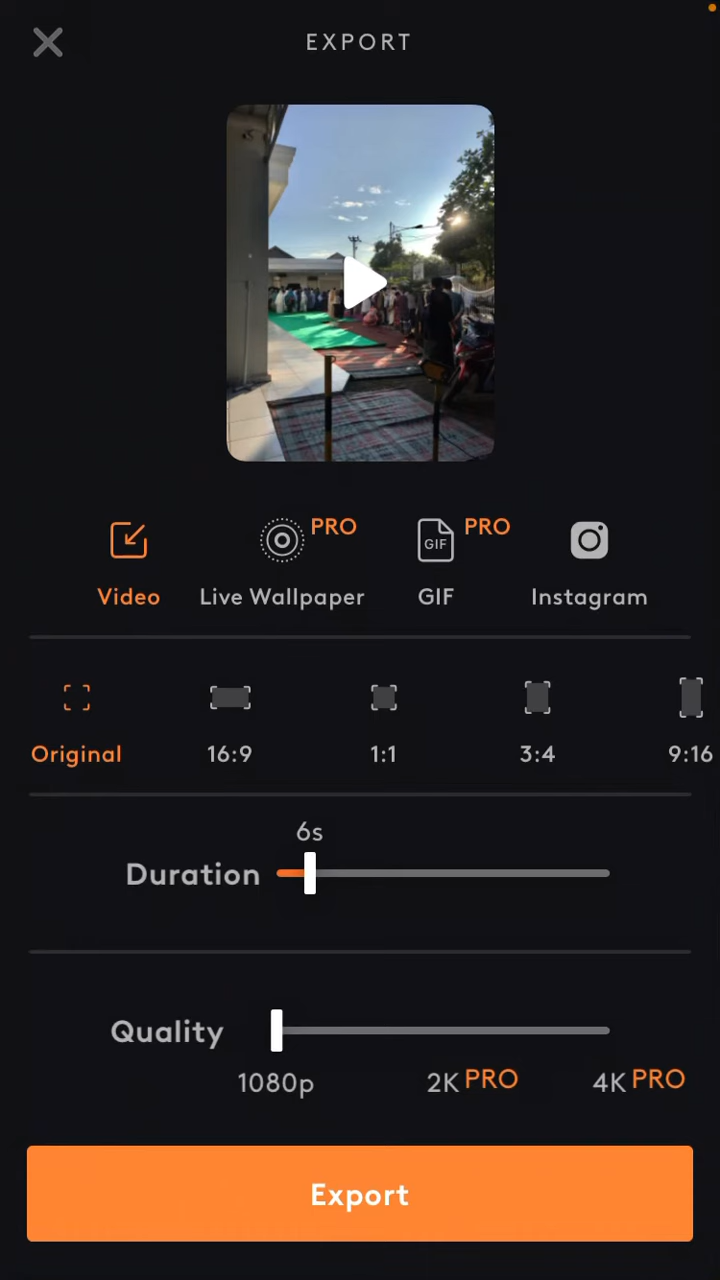 EXPORT
PRO PRO
GIF
Video Live Wallpaper GIF Instagram
Original 16:9 1:1 3:4 9:16
6s
Duration
Quality
1080p 2K PRO 4K PRO
Export